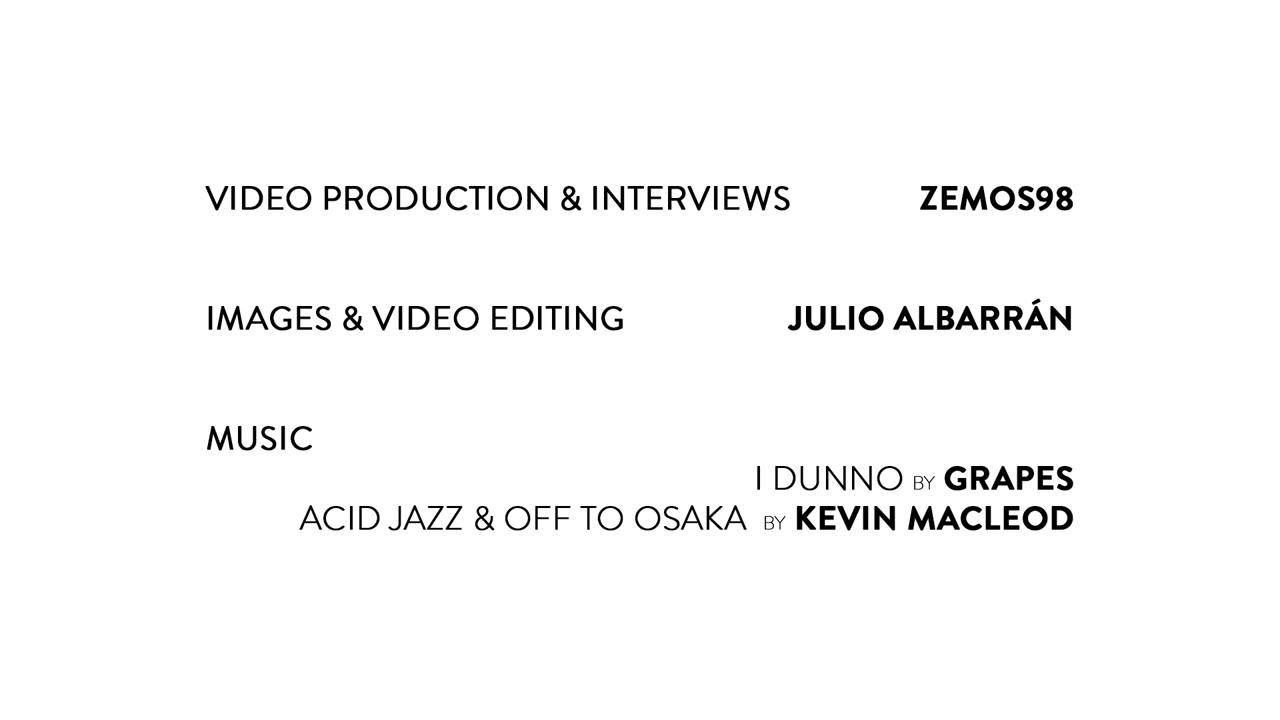 VIDEO PRODUCTION & INTERVIEWS ZEMOS98
IMAGES & VIDEO EDITING JULIO ALBARRÁN
MUSIC
I DUNNO BY GRAPES
ACID JAZZ & OFF TO OSAKA BY KEVIN MACLEOD